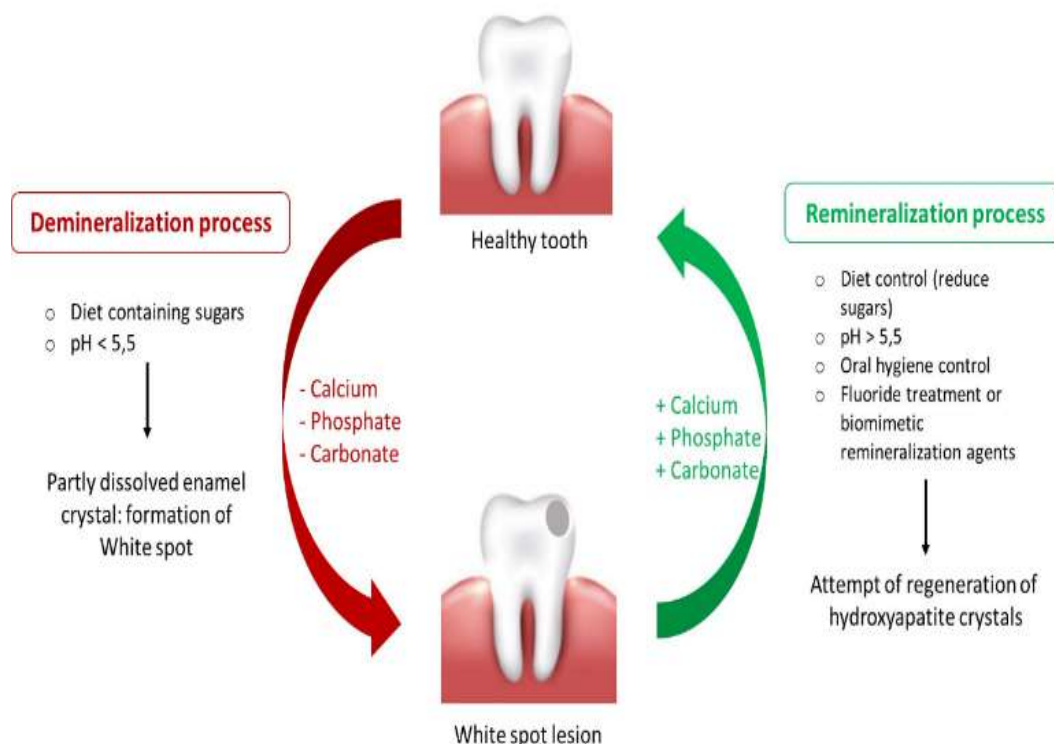 Healthy tooth
Demineralization process
o Diet containing sugars
o pH < 5,5
Partly dissolved enamel
crystal: formation of
White spot
- Calcium
- Phosphate
- Carbonate
+ Calcium
+ Phosphate
+ Carbonate
Remineralization process
o Diet control (reduce
sugars)
o pH > 5,5
o Oral hygiene control
o Fluoride treatment or
biomimetic
remineralization agents
Attempt of regeneration of
hydroxyapatite crystals
White spot lesion